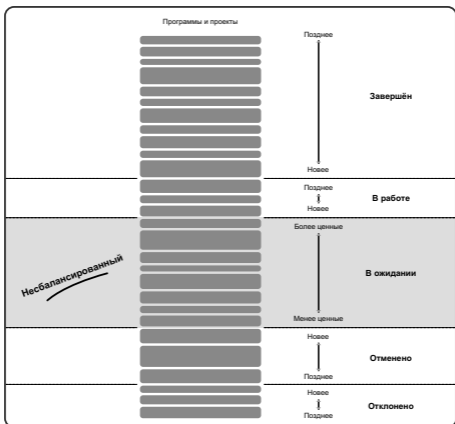 Программы и проекты
Позднее
Завершён
Новее
Позднее
В работе
Новее
Более ценные
Несбалансированный
В ожидании
Менее ценные
Новее
Отменено
Позднее
Новее
Отклонено
Позднее